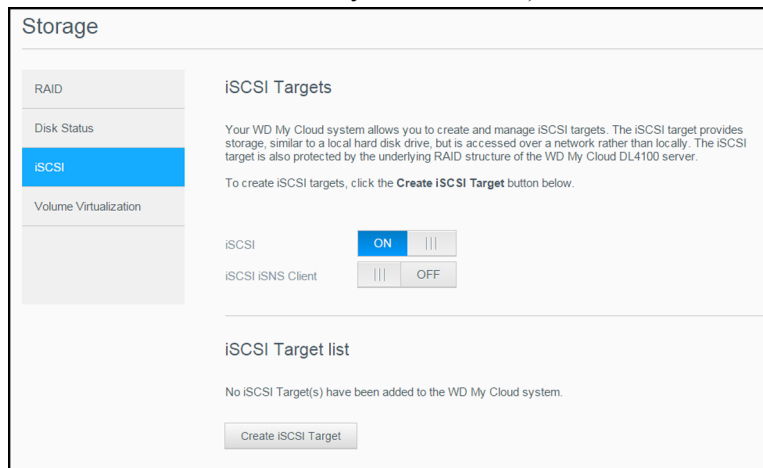 Storage
RAID
Disk Status
iSCSI
Volume Virtualization
iSCSI Targets
Your WD My Cloud system allows you to create and manage iSCSI targets. The iSCSI target provides
storage, similar to a local hard disk drive, but is accessed over a network rather than locally. The iSCSI
target is also protected by the underlying RAID structure of the WD My Cloud DL4100 server.
To create iSCSI targets, click the Create iSCSI Target button below.
iSCSI ON
iSCSI iSNS Client OFF
iSCSI Target list
No iSCSI Target(s) have been added to the WD My Cloud system.
Create iSCSI Target